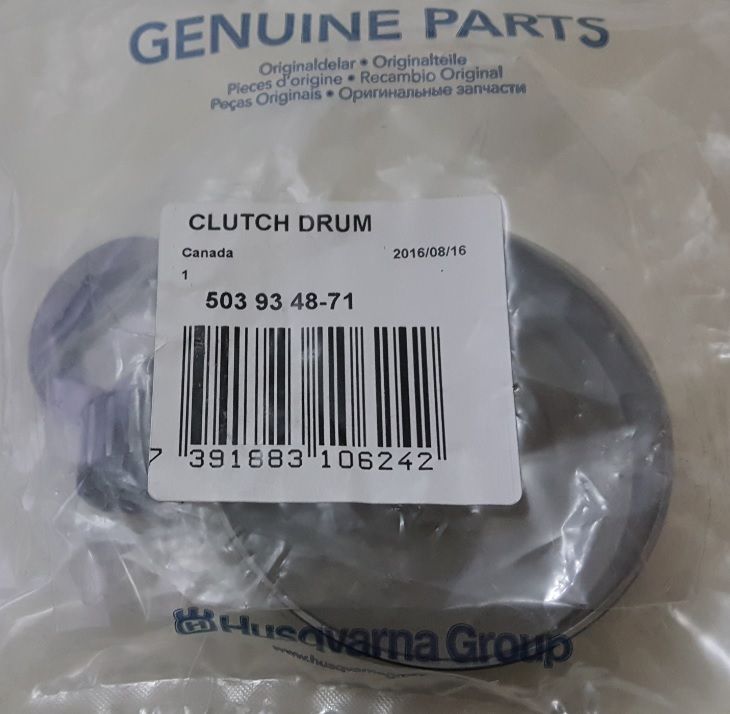 GENUINE PARTS
Originaldelar • Originalteile
Pieces d'origine • Recambio Original
Peças Originais • Оригинальные запчасти
CLUTCH DRUM
Canada 2016/08/16
1
503 93 48-71
7 391883 106242
H Husqvarna Group